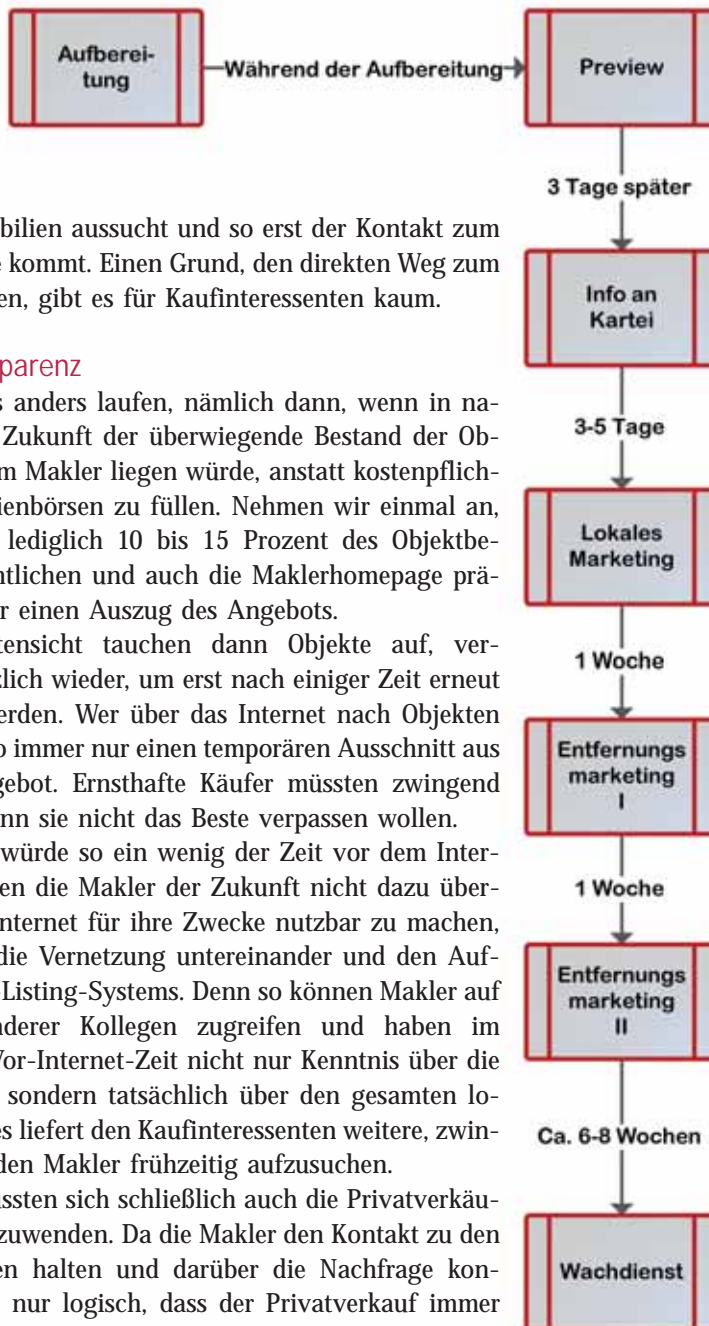 Aufberei-
tung
Während der Aufbereitung
Preview
3 Tage später
Info an
Kartei
3-5 Tage
Lokales
Marketing
1 Woche
Entfernungs
marketing
I
1 Woche
Entfernungs
marketing
II
Ca. 6-8 Wochen
Wachdienst
bilien aussucht und so erst der Kontakt zum
e kommt. Einen Grund, den direkten Weg zum
en, gibt es für Kaufinteressenten kaum.
parenz
s anders laufen, nämlich dann, wenn in na-
Zukunft der überwiegende Bestand der Ob-
m Makler liegen würde, anstatt kostenpflich-
ienbörsen zu füllen. Nehmen wir einmal an,
lediglich 10 bis 15 Prozent des Objektbe-
ntlichen und auch die Maklerhomepage prä-
r einen Auszug des Angebots.
tensicht tauchen dann Objekte auf, ver-
zlich wieder, um erst nach einiger Zeit erneut
erden. Wer über das Internet nach Objekten
o immer nur einen temporären Ausschnitt aus
gebot. Ernsthafte Käufer müssten zwingend
nn sie nicht das Beste verpassen wollen.
würde so ein wenig der Zeit vor dem Inter-
en die Makler der Zukunft nicht dazu über-
nternet für ihre Zwecke nutzbar zu machen,
die Vernetzung untereinander und den Auf-
-Listing-Systems. Denn so können Makler auf
nderer Kollegen zugreifen und haben im
Vor-Internet-Zeit nicht nur Kenntnis über die
sondern tatsächlich über den gesamten lo-
es liefert den Kaufinteressenten weitere, zwin-
den Makler frühzeitig aufzusuchen.
üssten sich schließlich auch die Privatverkäu-
zuwenden. Da die Makler den Kontakt zu den
en halten und darüber die Nachfrage kon-
nur logisch, dass der Privatverkauf immer